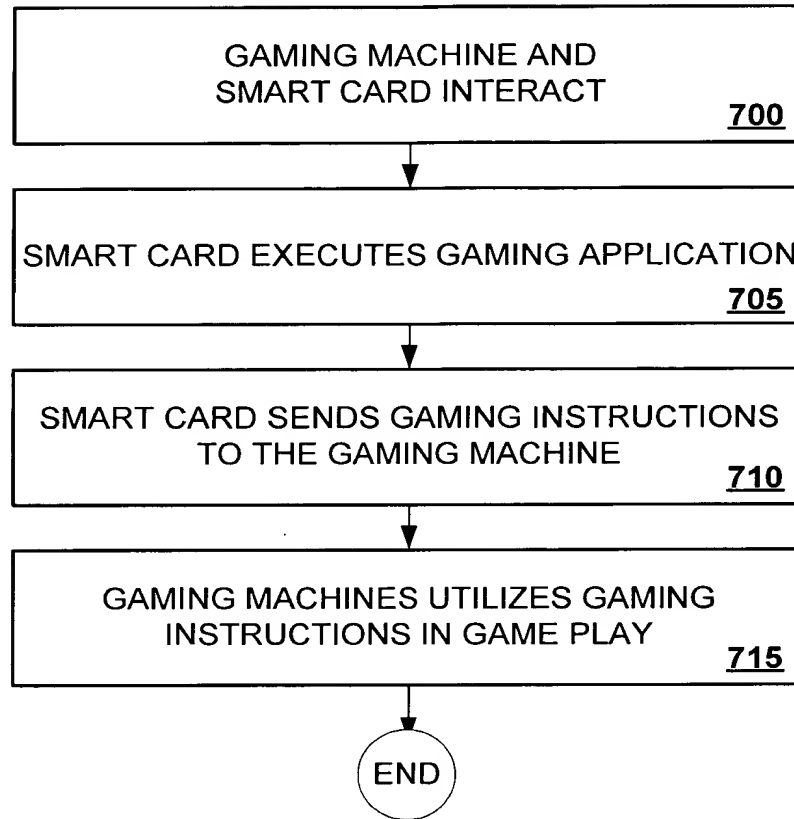 GAMING MACHINE AND
SMART CARD INTERACT
700
SMART CARD EXECUTES GAMING APPLICATION
705
SMART CARD SENDS GAMING INSTRUCTIONS
TO THE GAMING MACHINE
710
GAMING MACHINES UTILIZES GAMING
INSTRUCTIONS IN GAME PLAY
715
END